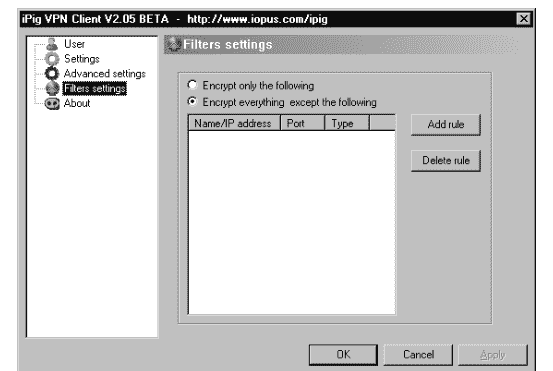 iPig VPN Client V2.05 BETA - http://www.iopus.com/ipig
User
Settings
Advanced settings
Filters settings
About
Filters settings
Encrypt only the following
Encrypt everything except the following
Name/IP address Port Type
Add rule
Delete rule
OK Cancel Apply